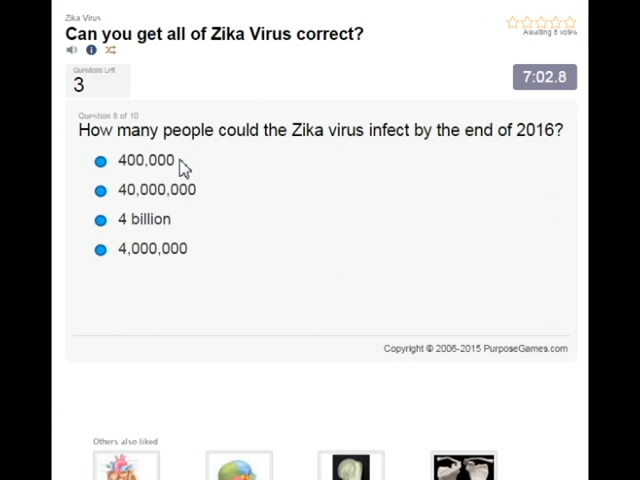 Zika Virus
Can you get all of Zika Virus correct?
Awaiting 5 votes
Questions Left
3
7:02.8
Question 8 of 10
How many people could the Zika virus infect by the end of 2016?
400,000
40,000,000
4 billion
4,000,000
Copyright © 2006-2015 PurposeGames.com
Others also liked